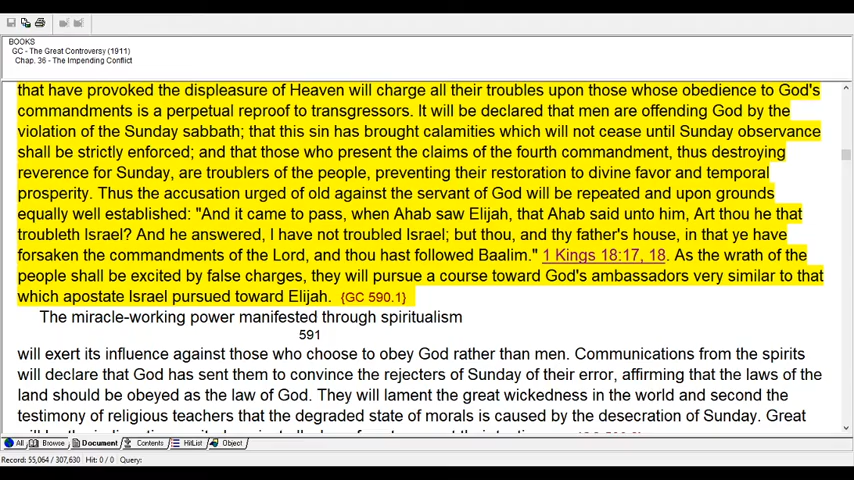 BOOKS
GC - The Great Controversy (1911)
Chap. 36 - The Impending Conflict
that have provoked the displeasure of Heaven will charge all their troubles upon those whose obedience to God's
commandments is a perpetual reproof to transgressors. It will be declared that men are offending God by the
violation of the Sunday sabbath; that this sin has brought calamities which will not cease until Sunday observance
shall be strictly enforced; and that those who present the claims of the fourth commandment, thus destroying
reverence for Sunday, are troublers of the people, preventing their restoration to divine favor and temporal
prosperity. Thus the accusation urged of old against the servant of God will be repeated and upon grounds
equally well established: "And it came to pass, when Ahab saw Elijah, that Ahab said unto him, Art thou he that
troubleth Israel? And he answered, I have not troubled Israel; but thou, and thy father's house, in that ye have
forsaken the commandments of the Lord, and thou hast followed Baalim." 1 Kings 18:17, 18. As the wrath of the
people shall be excited by false charges, they will pursue a course toward God's ambassadors very similar to that
which apostate Israel pursued toward Elijah. {GC 590.1}
The miracle-working power manifested through spiritualism
591
will exert its influence against those who choose to obey God rather than men. Communications from the spirits
will declare that God has sent them to convince the rejecters of Sunday of their error, affirming that the laws of the
land should be obeyed as the law of God. They will lament the great wickedness in the world and second the
testimony of religious teachers that the degraded state of morals is caused by the desecration of Sunday. Great
All Browse Document Contents HitList Object
Record: 55,064 / 307,630 Hit: 0 / 0 Query: